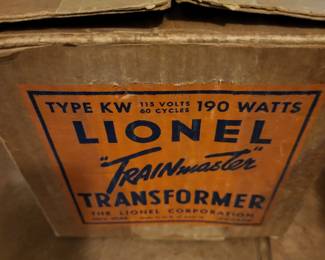 TYPE KW 115 VOLTS 60 CYCLES 190 WATTS
LIONEL
"TRAINmaster"
TRANSFORMER
THE LIONEL CORPORATION